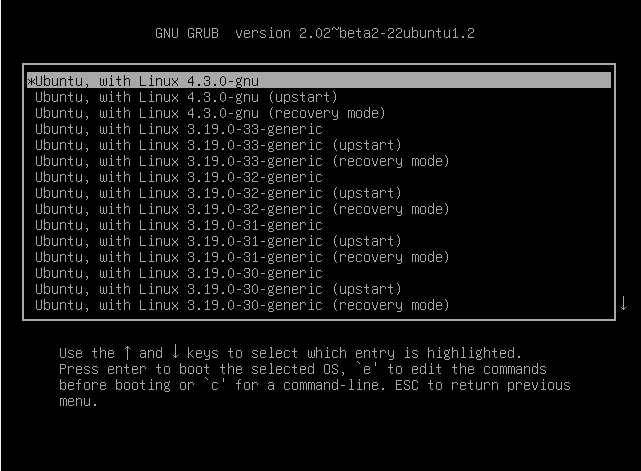 GNU GRUB  version 2.02~beta2-22ubuntu1.2
*Ubuntu, with Linux 4.3.0-gnu
Ubuntu, with Linux 4.3.0-gnu (upstart)
Ubuntu, with Linux 4.3.0-gnu (recovery mode)
Ubuntu, with Linux 3.19.0-33-generic
Ubuntu, with Linux 3.19.0-33-generic (upstart)
Ubuntu, with Linux 3.19.0-33-generic (recovery mode)
Ubuntu, with Linux 3.19.0-32-generic
Ubuntu, with Linux 3.19.0-32-generic (upstart)
Ubuntu, with Linux 3.19.0-32-generic (recovery mode)
Ubuntu, with Linux 3.19.0-31-generic
Ubuntu, with Linux 3.19.0-31-generic (upstart)
Ubuntu, with Linux 3.19.0-31-generic (recovery mode)
Ubuntu, with Linux 3.19.0-30-generic
Ubuntu, with Linux 3.19.0-30-generic (upstart)
Ubuntu, with Linux 3.19.0-30-generic (recovery mode)
↓
Use the ↑ and ↓ keys to select which entry is highlighted.
Press enter to boot the selected OS, `e' to edit the commands
before booting or `c' for a command-line. ESC to return previous
menu.